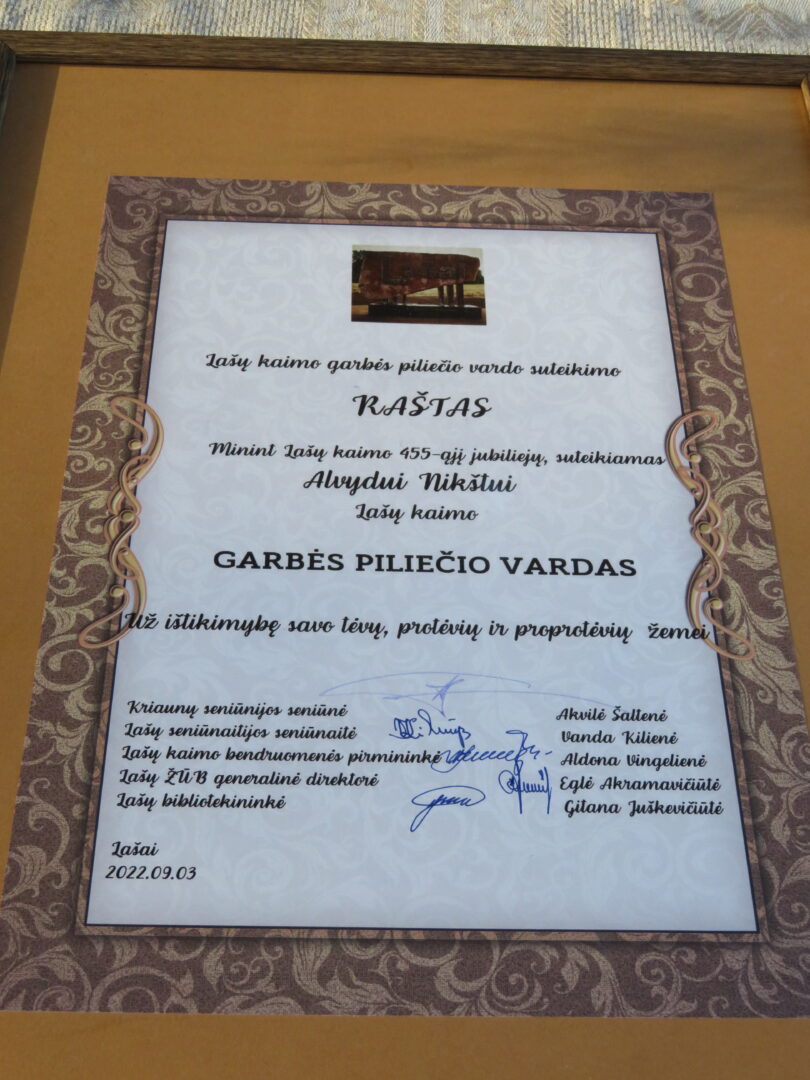 Lašų kaimo garbės piliečio vardo suteikimo
RAŠTAS
Minint Lašų kaimo 455-ąjį jubiliejų, suteikiamas
Alvydui Nikštui
Lašų kaimo
GARBĖS PILIEČIO VARDAS
Už ištikimybę savo tėvų, protėvių ir proprotėvių žemei
Kriaunų seniūnijos seniūnė Akvilė Šaltenė
Lašų seniūnaitijos seniūnaitė Vanda Kilienė
Lašų kaimo bendruomenės pirmininkė Aldona Vingelienė
Lašų ŽŪB generalinė direktorė Eglė Akramavičiūtė
Lašų bibliotekininkė Gitana Juškevičiūtė
Lašai
2022.09.03